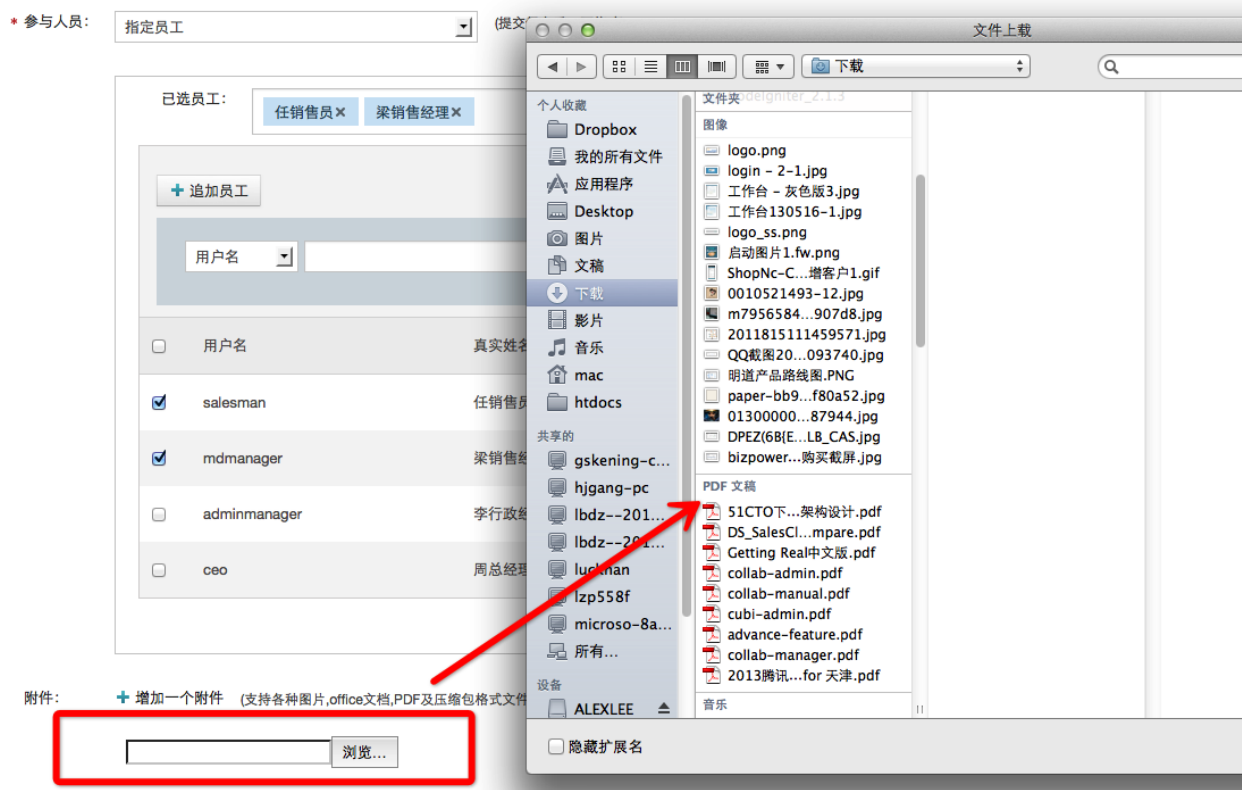 * 参与人员:
指定员工
(提交
已选员工:
任销售员×
梁销售经理×
+ 追加员工
用户名
用户名
真实姓名
salesman
任销售员
mdmanager
梁销售经
adminmanager
李行政经
ceo
周总经理
附件:
+ 增加一个附件 (支持各种图片,office文档,PDF及压缩包格式文件
浏览...
文件上载
下载
个人收藏
Dropbox
我的所有文件
应用程序
Desktop
图片
文稿
下载
影片
音乐
mac
htdocs
共享的
gskening-c...
hjgang-pc
lbdz--201...
lbdz--201...
lzp558f
microso-8a...
所有...
设备
ALEXLEE
文件夹
图像
logo.png
login - 2-1.jpg
工作台 - 灰色版3.jpg
工作台130516-1.jpg
logo_ss.png
启动图片1.fw.png
ShopNc-C...增客户1.gif
0010521493-12.jpg
m7956584...907d8.jpg
2011815111459571.jpg
QQ截图20...093740.jpg
明道产品路线图.PNG
paper-bb9...f80a52.jpg
01300000...87944.jpg
DPEZ(6B[E...LB_CAS.jpg
bizpower...购买截屏.jpg
PDF 文稿
51CTO下...架构设计.pdf
DS_SalesCl...mpare.pdf
Getting Real中文版.pdf
collab-admin.pdf
collab-manual.pdf
cubi-admin.pdf
advance-feature.pdf
collab-manager.pdf
2013腾讯...for 天津.pdf
音乐
隐藏扩展名